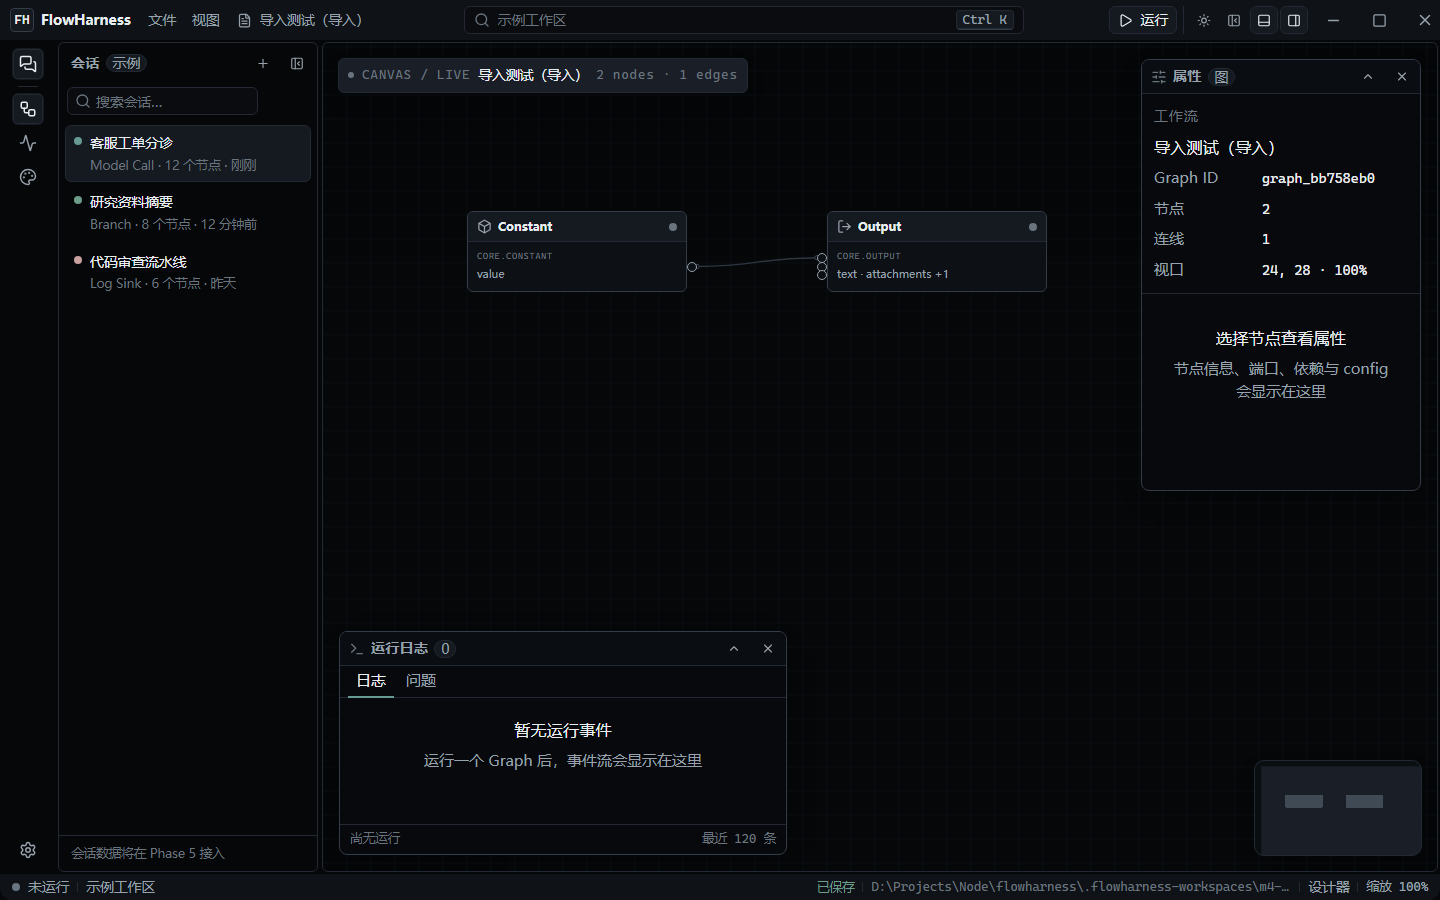 FH FlowHarness 文件 视图 导入测试（导入） 示例工作区 Ctrl K 运行
会话 示例
搜索会话...
客服工单分诊
Model Call · 12 个节点 · 刚刚
研究资料摘要
Branch · 8 个节点 · 12 分钟前
代码审查流水线
Log Sink · 6 个节点 · 昨天
会话数据将在 Phase 5 接入
CANVAS / LIVE 导入测试（导入） 2 nodes · 1 edges
Constant
CORE.CONSTANT
value
Output
CORE.OUTPUT
text · attachments +1
属性 图
工作流
导入测试（导入）
Graph ID graph_bb758eb0
节点 2
连线 1
视口 24, 28 · 100%
选择节点查看属性
节点信息、端口、依赖与 config
会显示在这里
运行日志 0
日志 问题
暂无运行事件
运行一个 Graph 后，事件流会显示在这里
尚无运行 最近 120 条
未运行 示例工作区 已保存 D:\Projects\Node\flowharness\.flowharness-workspaces\m4-… 设计器 缩放 100%